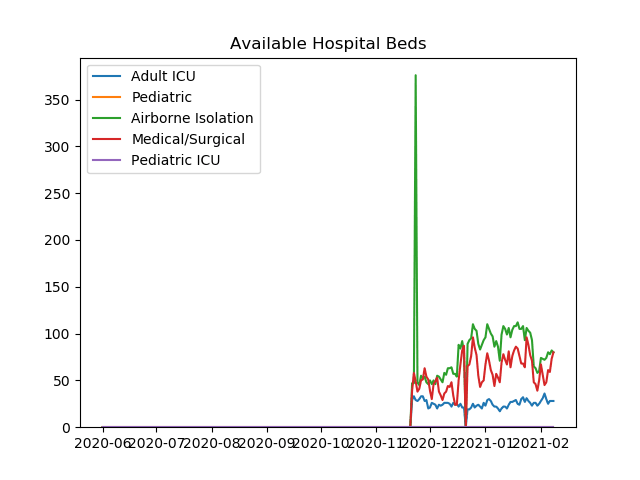 Available Hospital Beds
Adult ICU
Pediatric
Airborne Isolation
Medical/Surgical
Pediatric ICU
350
300
250
200
150
100
50
0
2020-06 2020-07 2020-08 2020-09 2020-10 2020-11 2020-12 2021-01 2021-02